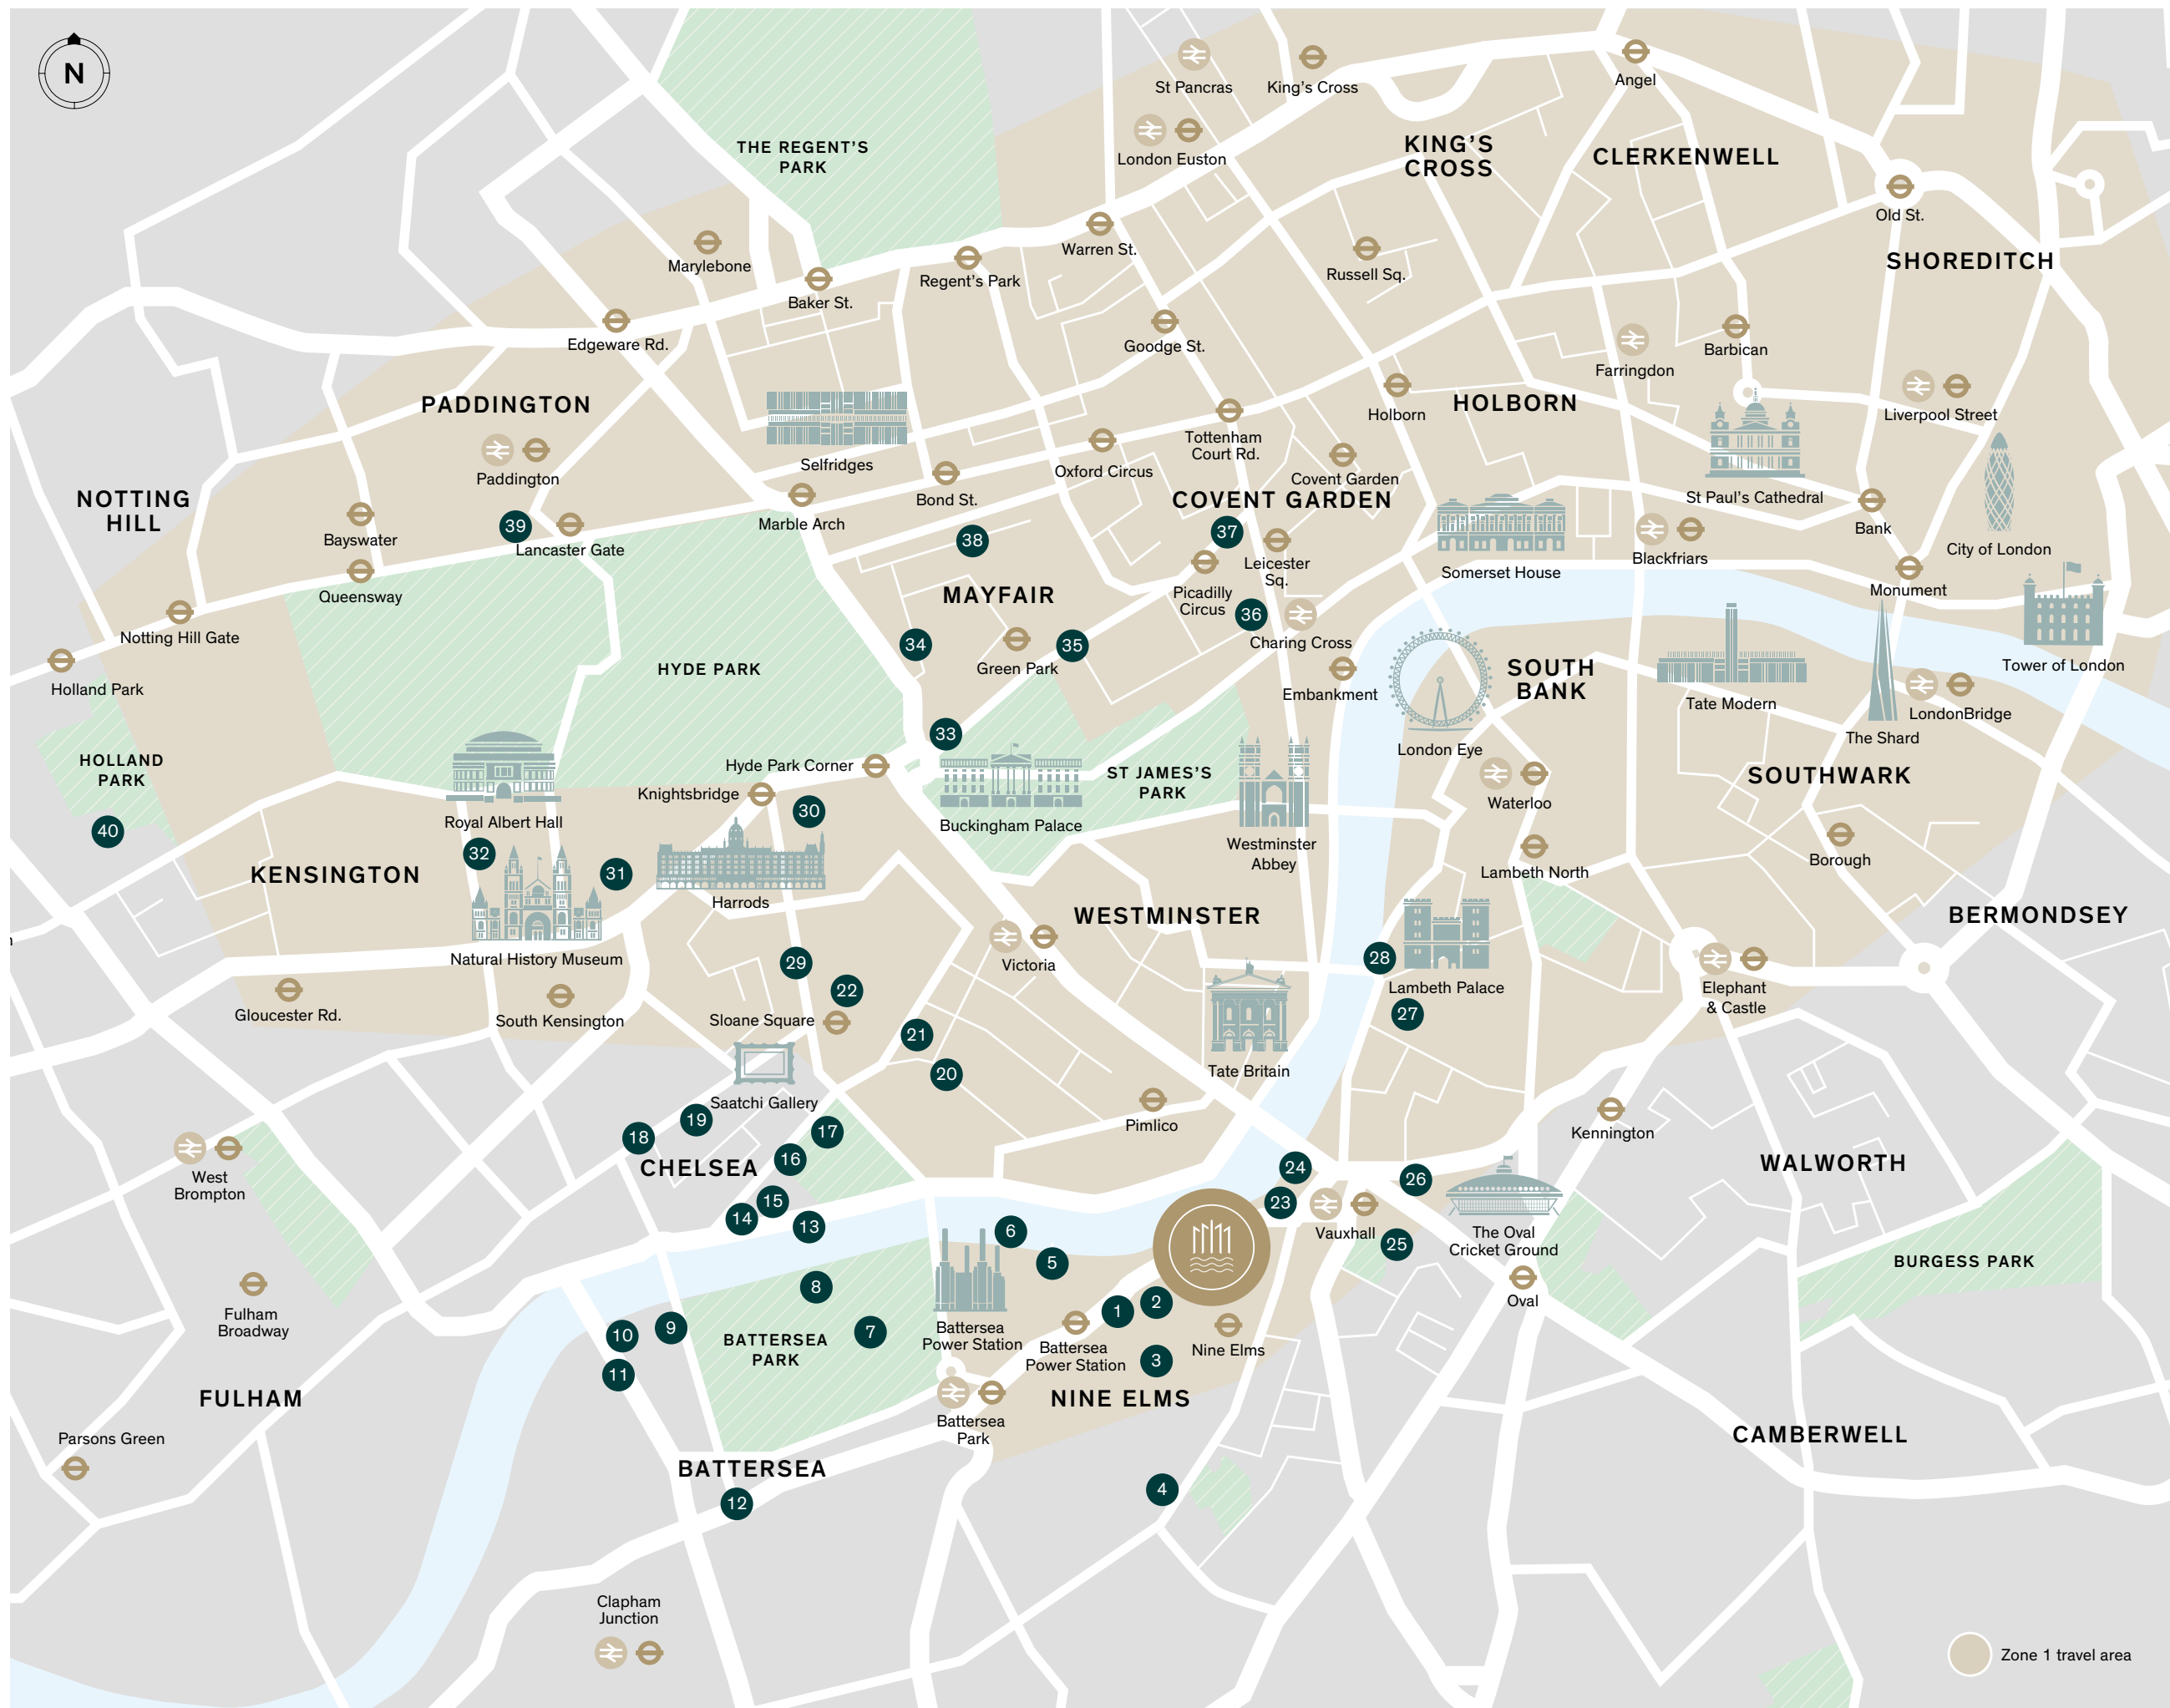 N
St Pancras
King's Cross
Angel
London Euston
THE REGENT'S
PARK
KING'S
CROSS
CLERKENWELL
Old St.
Warren St.
Marylebone
Russell Sq.
SHOREDITCH
Regent's Park
Baker St.
Edgeware Rd.
Goodge St.
Barbican
Farringdon
PADDINGTON
HOLBORN
Holborn
Liverpool Street
Selfridges
Tottenham
Court Rd.
Oxford Circus
Paddington
Bond St.
Covent Garden
COVENT GARDEN
St Paul's Cathedral
NOTTING
HILL
Marble Arch
Bank
39
Bayswater
Lancaster Gate
38
37
Leicester
Sq.
City of London
Blackfriars
Somerset House
Queensway
MAYFAIR
Picadilly
Circus
Monument
36
Notting Hill Gate
34
35
Charing Cross
Green Park
HYDE PARK
Tower of London
SOUTH
BANK
Holland Park
Embankment
Tate Modern
LondonBridge
33
The Shard
London Eye
HOLLAND
PARK
Hyde Park Corner
ST JAMES'S
PARK
SOUTHWARK
Knightsbridge
Waterloo
30
Royal Albert Hall
Buckingham Palace
40
Westminster
Abbey
32
Borough
31
KENSINGTON
Lambeth North
Harrods
WESTMINSTER
BERMONDSEY
Natural History Museum
Victoria
29
28
Lambeth Palace
Elephant
& Castle
22
Gloucester Rd.
South Kensington
Sloane Square
27
21
Tate Britain
20
Saatchi Gallery
19
Pimlico
18
17
Kennington
CHELSEA
16
24
WALWORTH
West
Brompton
26
15
23
14
13
6
Vauxhall
The Oval
Cricket Ground
25
5
BURGESS PARK
8
2
1
Oval
Fulham
Broadway
10
9
7
BATTERSEA
PARK
Battersea
Power Station
Battersea
Power Station
Nine Elms
3
11
FULHAM
NINE ELMS
Battersea
Park
Parsons Green
CAMBERWELL
BATTERSEA
4
12
Clapham
Junction
Zone 1 travel area